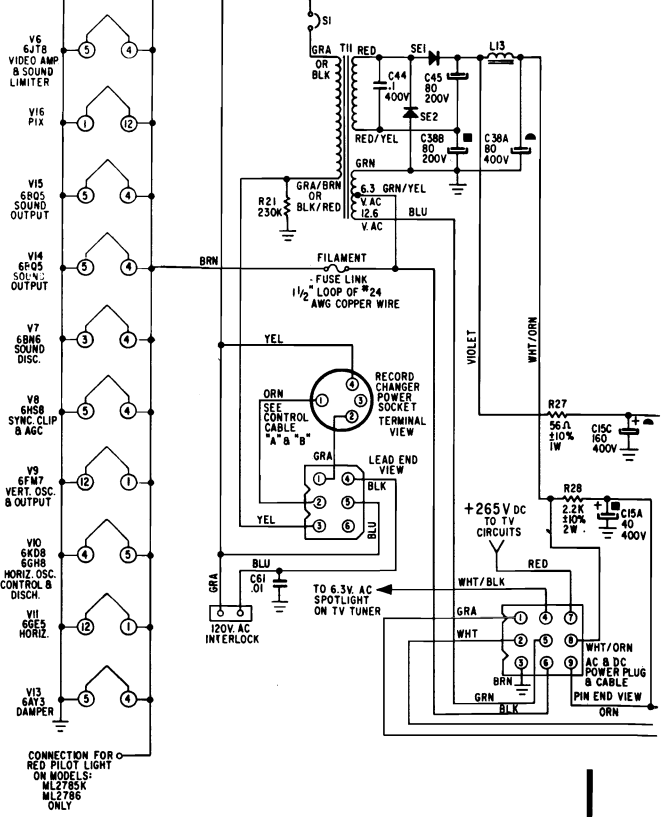 V6
6JT8
VIDEO AMP
& SOUND
LIMITER
5
4
V16
PIX
1
12
V15
6BQ5
SOUND
OUTPUT
5
4
V14
6BQ5
SOUND
OUTPUT
5
4
V7
6BN6
SOUND
DISC.
3
4
V8
6HS8
SYNC. CLIP
& AGC
5
4
V9
6FM7
VERT. OSC.
& OUTPUT
12
1
V10
6KD8
6GH8
HORIZ. OSC.
CONTROL &
DISCH.
4
5
V11
6GE5
HORIZ.
12
1
V13
6AY3
DAMPER
5
4
CONNECTION FOR
RED PILOT LIGHT
ON MODELS:
ML2785K
ML2786
ONLY
S1
GRA
OR
BLK
T11
RED
SE1
L13
C44
.1
400V
C45
80
200V
SE2
RED/YEL
C38B
80
200V
C38A
80
400V
GRN
R21
230K
GRA/BRN
OR
BLK/RED
6.3
V. AC
GRN/YEL
12.6
V. AC
BLU
BRN
FILAMENT
FUSE LINK
1 1/2" LOOP OF #24
AWG COPPER WIRE
YEL
ORN
SEE
CONTROL
CABLE
"A" & "B"
4
1
3
2
RECORD
CHANGER
POWER
SOCKET
TERMINAL
VIEW
GRA
LEAD END
VIEW
1
4
BLK
2
5
3
6
YEL
BLU
BLU
C61
.01
GRA
120V. AC
INTERLOCK
VIOLET
WHT/ORN
R27
56Ω
±10%
1W
C15C
160
400V
+
R28
2.2K
±10%
2W
+
C15A
40
400V
+265V DC
TO TV
CIRCUITS
RED
TO 6.3V. AC
SPOTLIGHT
ON TV TUNER
WHT/BLK
GRA
WHT
1
4
7
2
5
8
3
6
9
WHT/ORN
AC & DC
POWER PLUG
& CABLE
BRN
PIN END VIEW
GRN
BLK
ORN